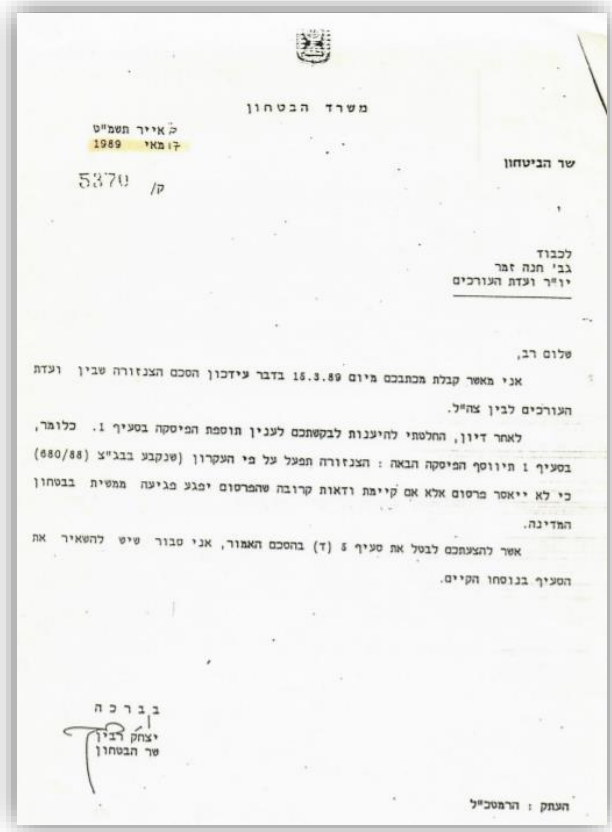 משרד הבטחון
אייר תשמ"ט
מאי 1989
ק/ 5370
שר הביטחון
לכבוד
גב' חנה זמר
יו"ר ועדת העורכים
שלום רב,
אני מאשר קבלת מכתבכם מיום 15.3.89 בדבר עידכון הסכם הצנזורה שבין ועדת
העורכים לבין צה"ל.
לאחר דיון, החלטתי להיענות לבקשתכם לענין תוספת הפיסקה בסעיף 1. כלומר,
בסעיף 1 תיווסף הפיסקה הבאה : הצנזורה תפעל על פי העקרון (שנקבע בבג"צ (680/88)
כי לא ייאסר פרסום אלא אם קיימת ודאות קרובה שהפרסום יפגע פגיעה ממשית בבטחון
המדינה.
אשר להצעתכם לבטל את סעיף 5 (ד) בהסכם האמור, אני סבור שיש להשאיר את
הסעיף בנוסחו הקיים.
בברכה
יצחק רבין
שר הבטחון
העתק : הרמטכ"ל